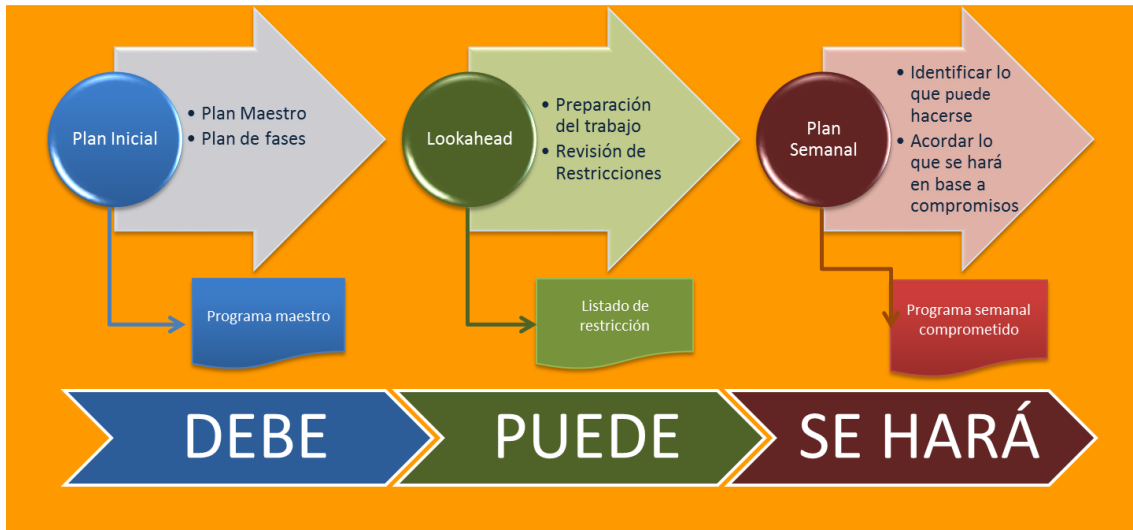 Plan Inicial
• Plan Maestro
• Plan de fases
Lookahead
• Preparación
del trabajo
• Revisión de
Restricciones
Plan
Semanal
• Identificar lo
que puede
hacerse
• Acordar lo
que se hará
en base a
compromisos
Programa maestro
Listado de
restricción
Programa semanal
comprometido
DEBE
PUEDE
SE HARÁ